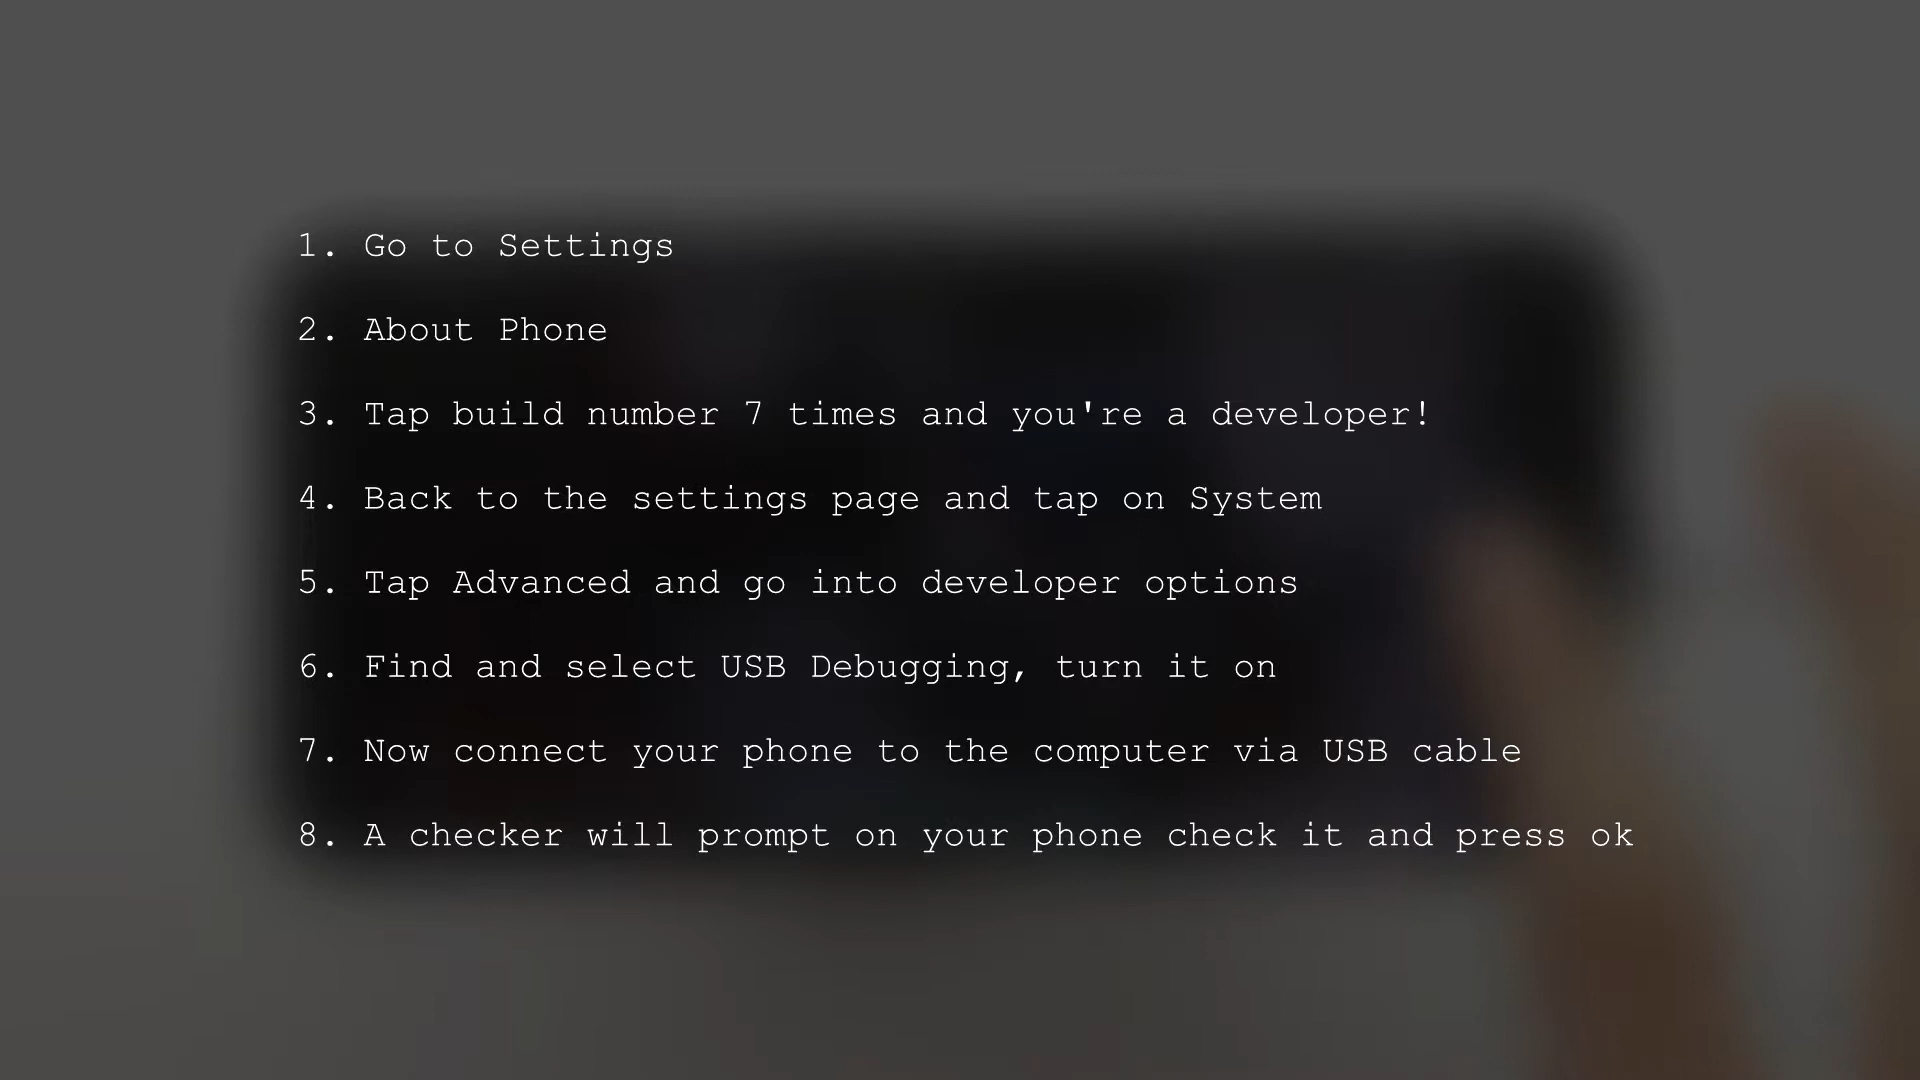 1. Go to Settings
2. About Phone
3. Tap build number 7 times and you're a developer!
4. Back to the settings page and tap on System
5. Tap Advanced and go into developer options
6. Find and select USB Debugging, turn it on
7. Now connect your phone to the computer via USB cable
8. A checker will prompt on your phone check it and press ok